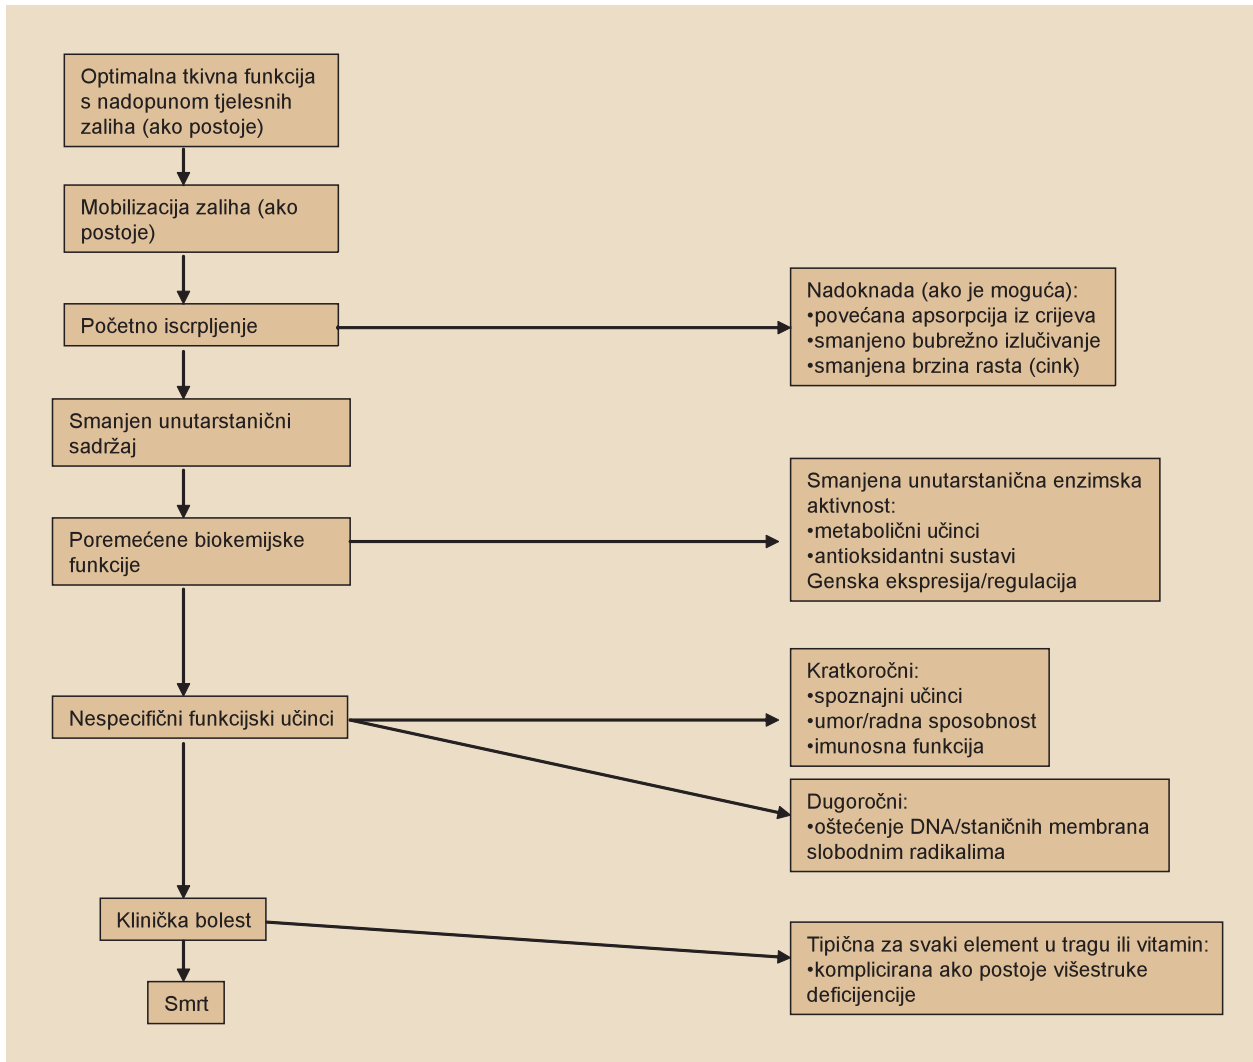 Optimalna tkivna funkcija
s nadopunom tjelesnih
zaliha (ako postoje)
Mobilizacija zaliha (ako
postoje)
Početno iscrpljenje
Nadoknada (ako je moguća):
•povećana apsorpcija iz crijeva
•smanjeno bubrežno izlučivanje
•smanjena brzina rasta (cink)
Smanjen unutarstanični
sadržaj
Poremećene biokemijske
funkcije
Smanjena unutarstanična enzimska
aktivnost:
•metabolični učinci
•antioksidantni sustavi
Genska ekspresija/regulacija
Nespecifični funkcijski učinci
Kratkoročni:
•spoznajni učinci
•umor/radna sposobnost
•imunosna funkcija
Dugoročni:
•oštećenje DNA/staničnih membrana
slobodnim radikalima
Klinička bolest
Tipična za svaki element u tragu ili vitamin:
•komplicirana ako postoje višestruke
deficijencije
Smrt